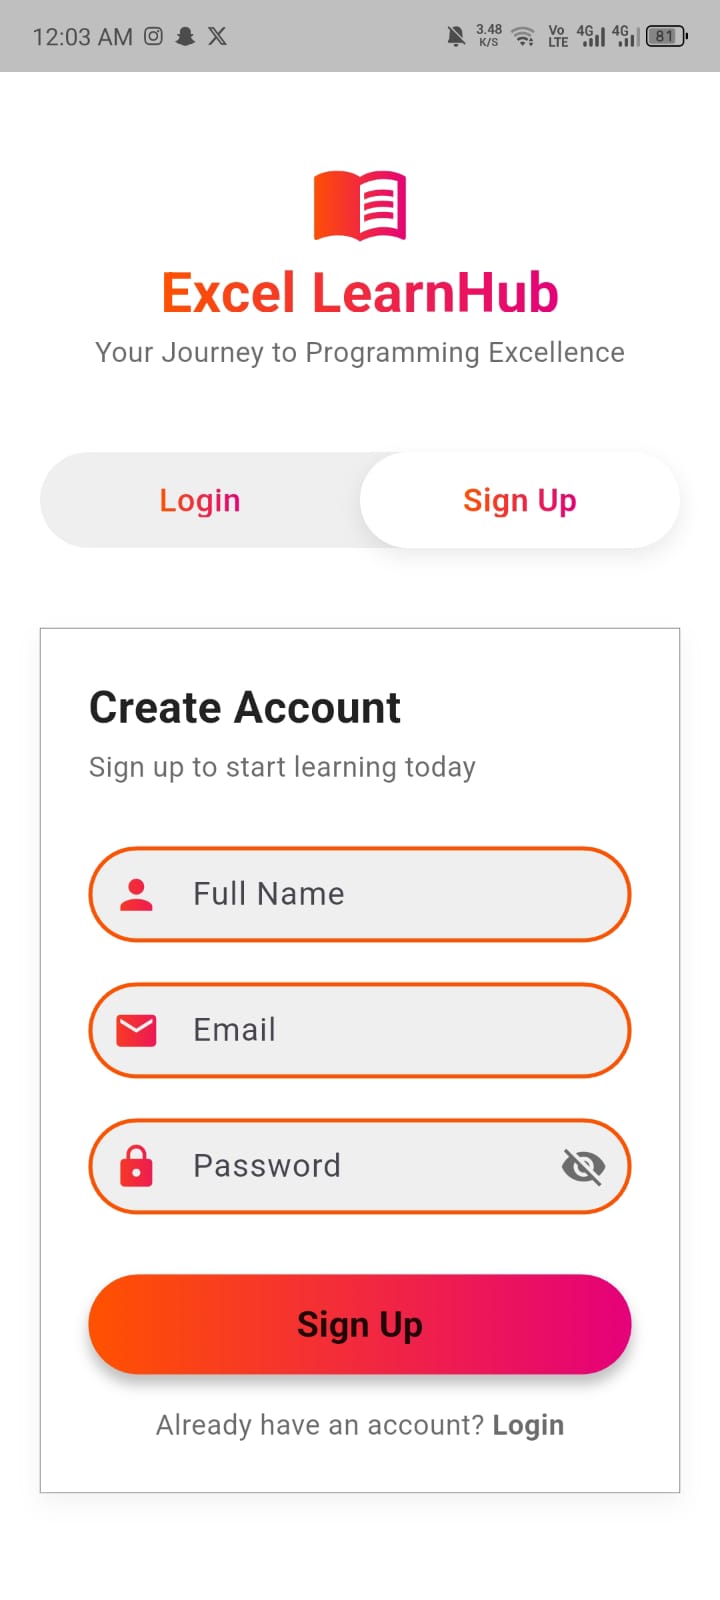 12:03 AM 3.48 K/S Vo LTE 4G 4G 81
Excel LearnHub
Your Journey to Programming Excellence
Login Sign Up
Create Account
Sign up to start learning today
Full Name
Email
Password
Sign Up
Already have an account? Login